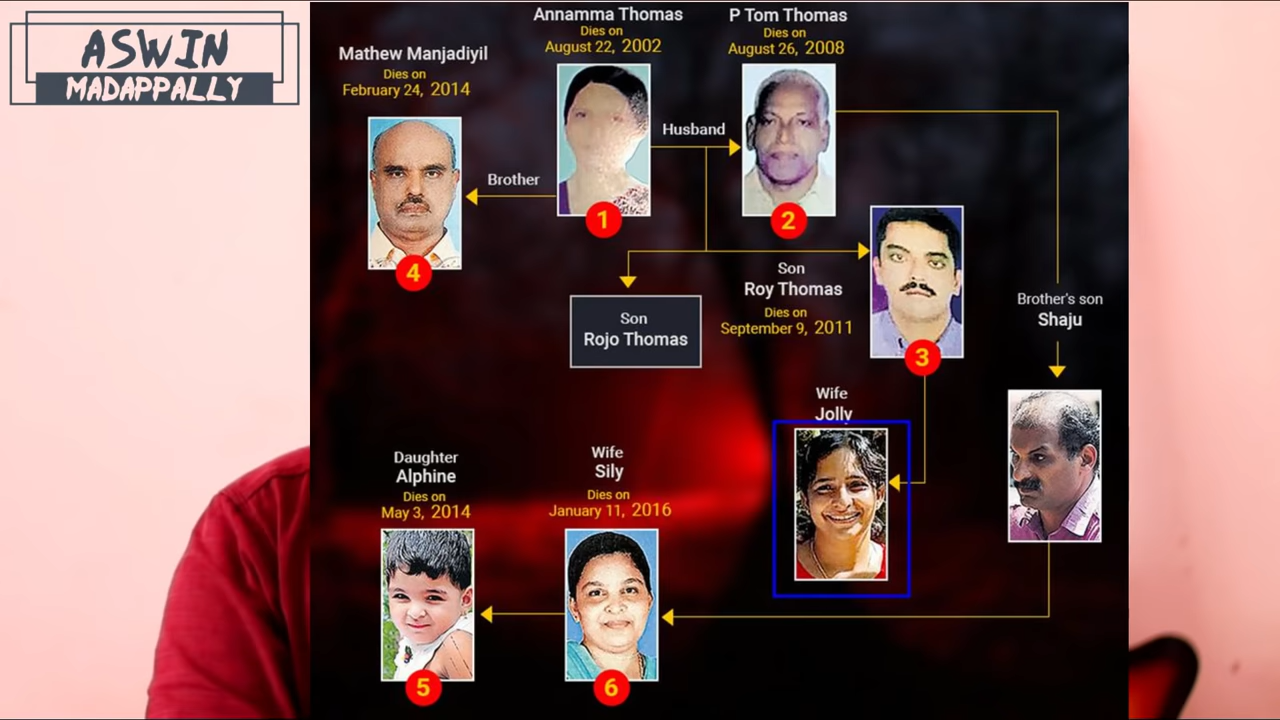 ASWIN
MADAPPALLY
Annamma Thomas
Dies on
August 22, 2002
P Tom Thomas
Dies on
August 26, 2008
Mathew Manjadiyil
Dies on
February 24, 2014
Husband
Brother
1
2
4
Son
Roy Thomas
Dies on
September 9, 2011
3
Son
Rojo Thomas
Brother's son
Shaju
Wife
Jolly
Daughter
Alphine
Dies on
May 3, 2014
Wife
Sily
Dies on
January 11, 2016
5
6